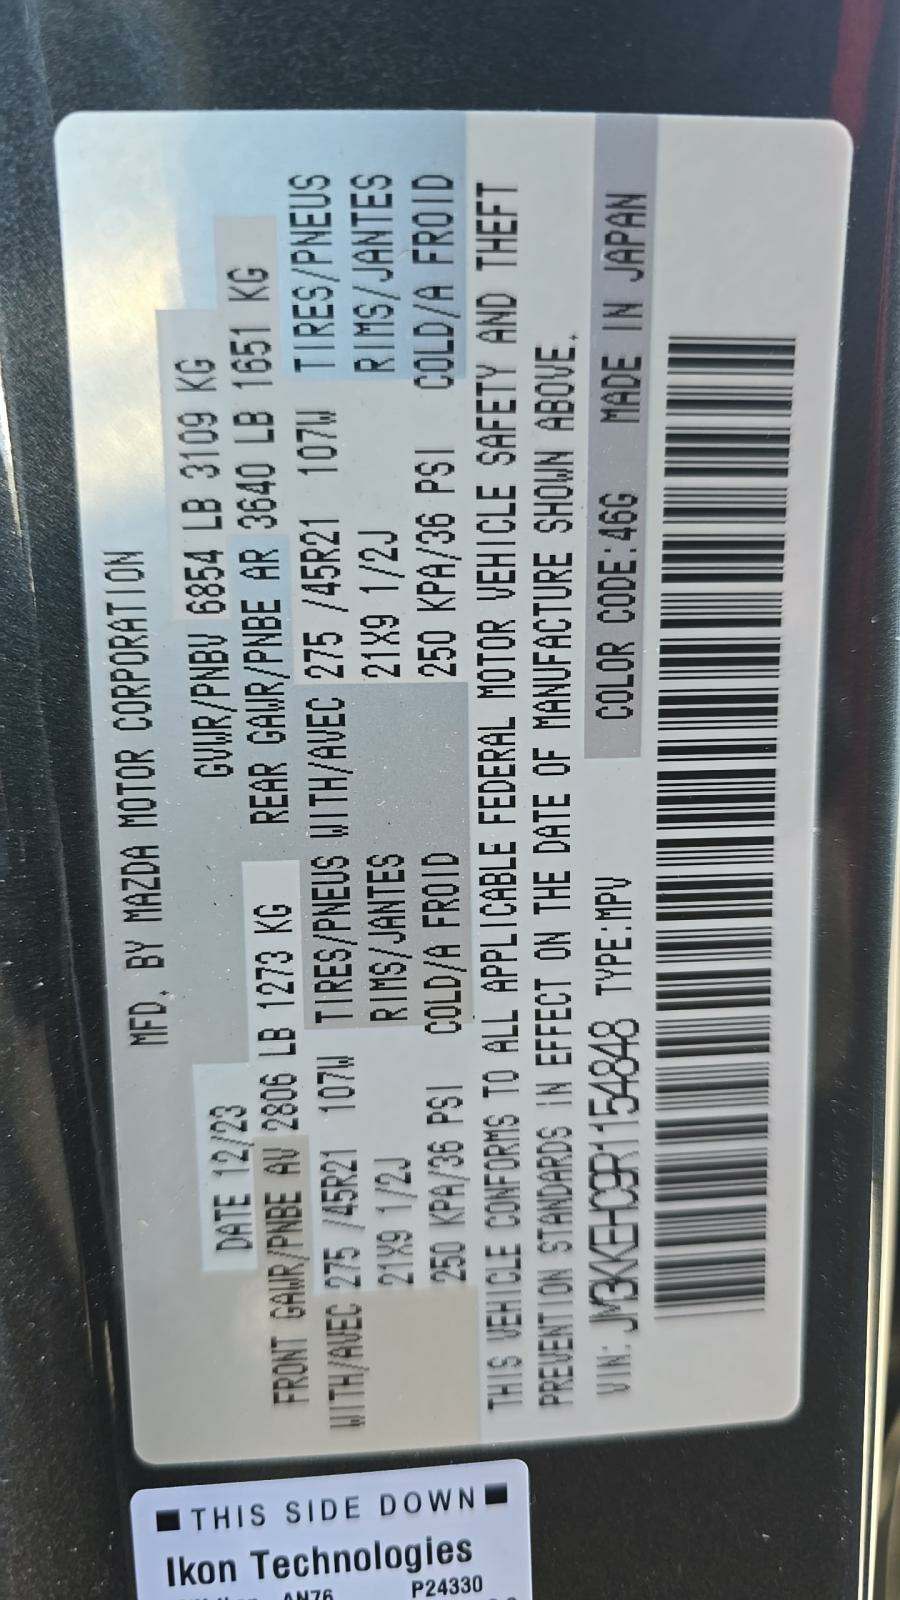 MFD. BY MAZDA MOTOR CORPORATION
DATE 12/23 GVWR/PNBV 6854 LB 3109 KG
FRONT GAWR/PNBE AV 2806 LB 1273 KG REAR GAWR/PNBE AR 3640 LB 1651 KG
WITH/AVEC 275 /45R21 107W TIRES/PNEUS WITH/AVEC 275 /45R21 107W TIRES/PNEUS
21X9 1/2J RIMS/JANTES 21X9 1/2J RIMS/JANTES
250 KPA/36 PSI COLD/A FROID 250 KPA/36 PSI COLD/A FROID
THIS VEHICLE CONFORMS TO ALL APPLICABLE FEDERAL MOTOR VEHICLE SAFETY AND THEFT
PREVENTION STANDARDS IN EFFECT ON THE DATE OF MANUFACTURE SHOWN ABOVE.
VIN: JM3KKEHC9R1154848 TYPE:MPV COLOR CODE:46G MADE IN JAPAN
THIS SIDE DOWN
Ikon Technologies
AN76 P24330